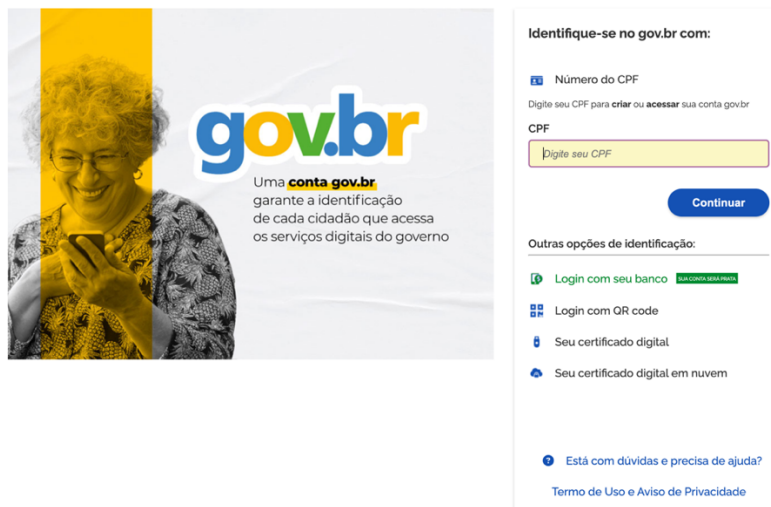 gov.br
Uma conta gov.br
garante a identificação
de cada cidadão que acessa
os serviços digitais do governo
Identifique-se no gov.br com:
Número do CPF
Digite seu CPF para criar ou acessar sua conta gov.br
CPF
Digite seu CPF
Continuar
Outras opções de identificação:
Login com seu banco SUA CONTA SERÁ PRATA
Login com QR code
Seu certificado digital
Seu certificado digital em nuvem
Está com dúvidas e precisa de ajuda?
Termo de Uso e Aviso de Privacidade